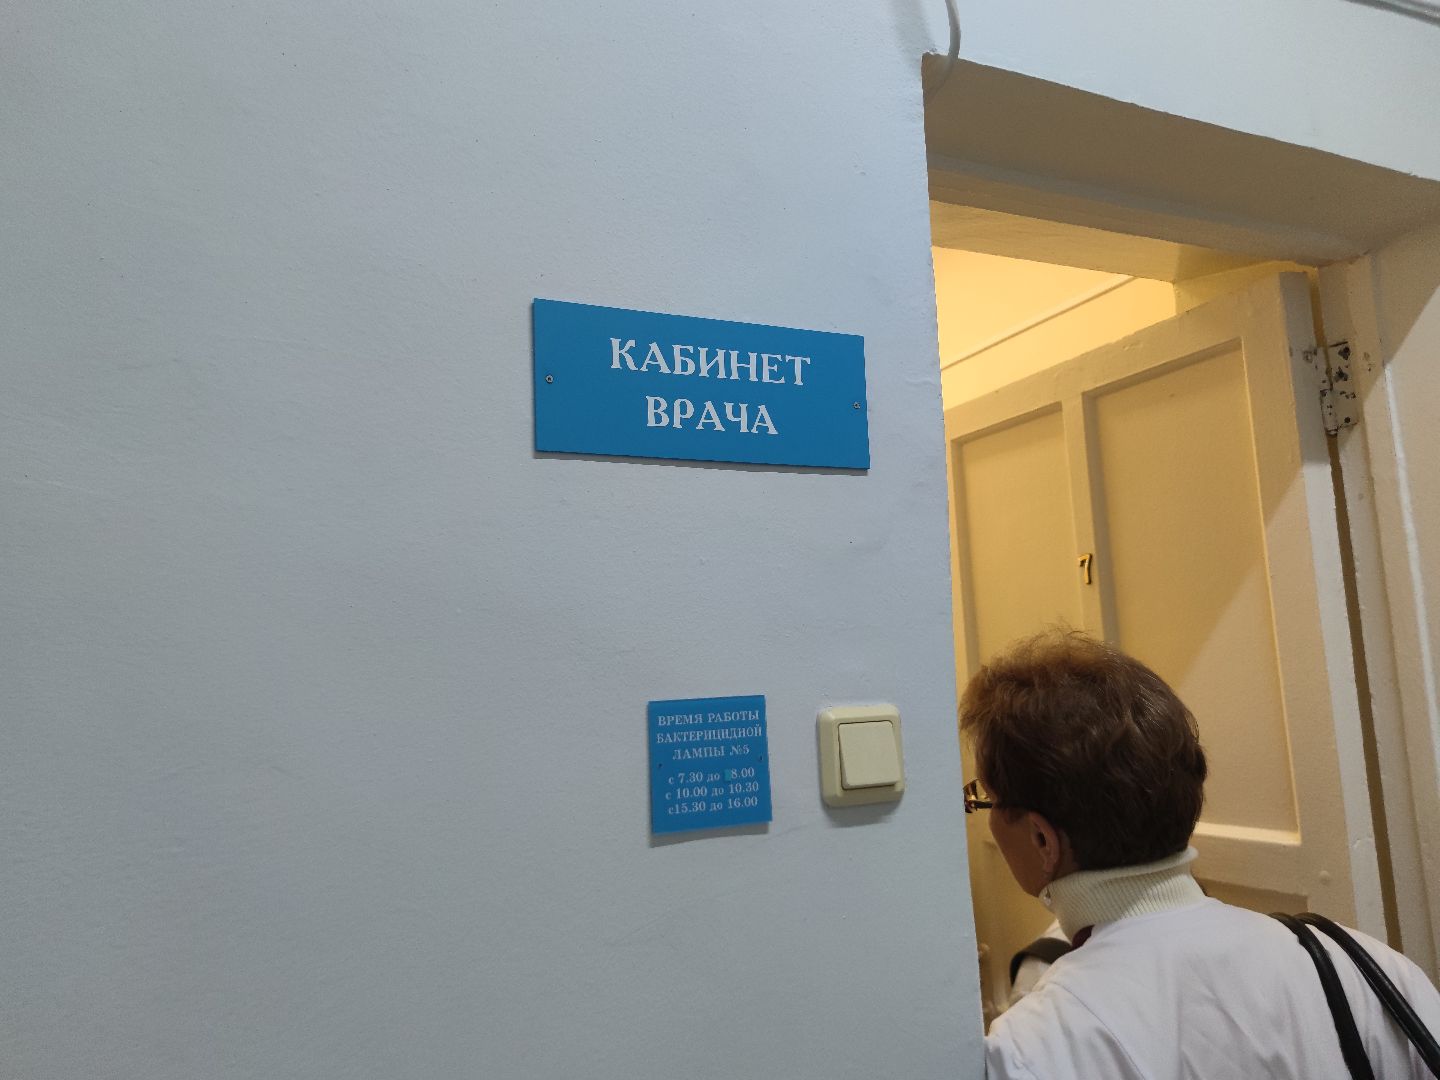 КАБИНЕТ
ВРАЧА
7
ВРЕМЯ РАБОТЫ
БАКТЕРИЦИДНОЙ
ЛАМПЫ №5
с 7.30 до 8.00
с 10.00 до 10.30
с15.30 до 16.00